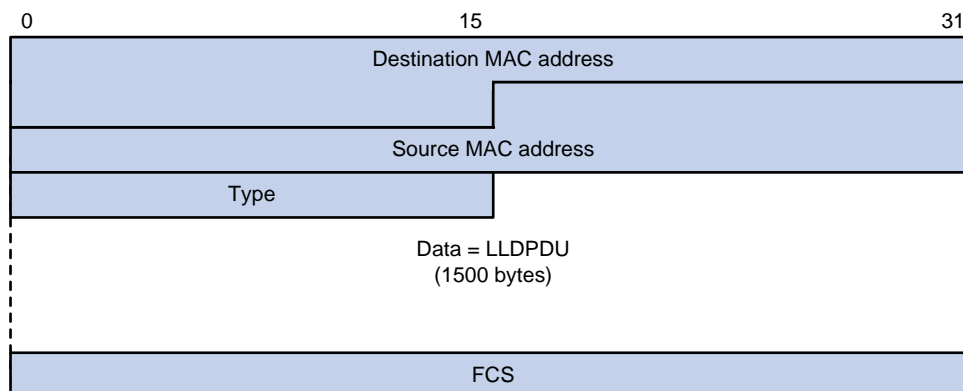 0 15 31
Destination MAC address
Source MAC address
Type
Data = LLDPDU
(1500 bytes)
FCS